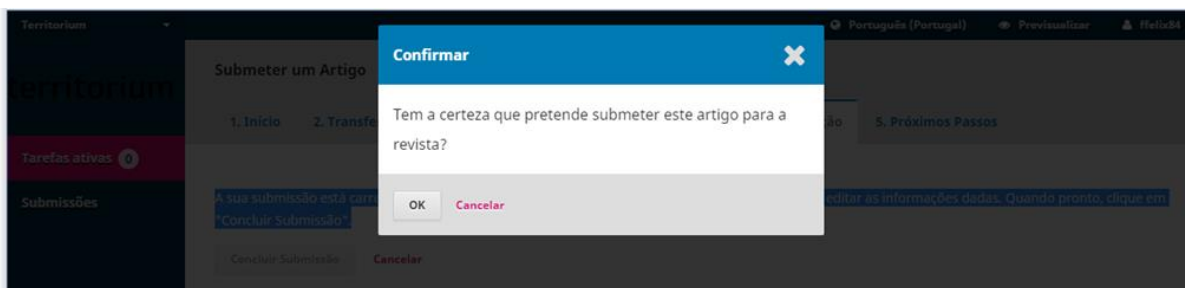 Territorium
Português (Portugal)
Previsualizar
ffelix84
territorium
Submeter um Artigo
1. Início
2. Transfe
ão
5. Próximos Passos
Confirmar
Tem a certeza que pretende submeter este artigo para a
revista?
OK
Cancelar
Tarefas ativas 0
Submissões
A sua submissão está carre
editar as informações dadas. Quando pronto, clique em
"Concluir Submissão".
Concluir Submissão
Cancelar